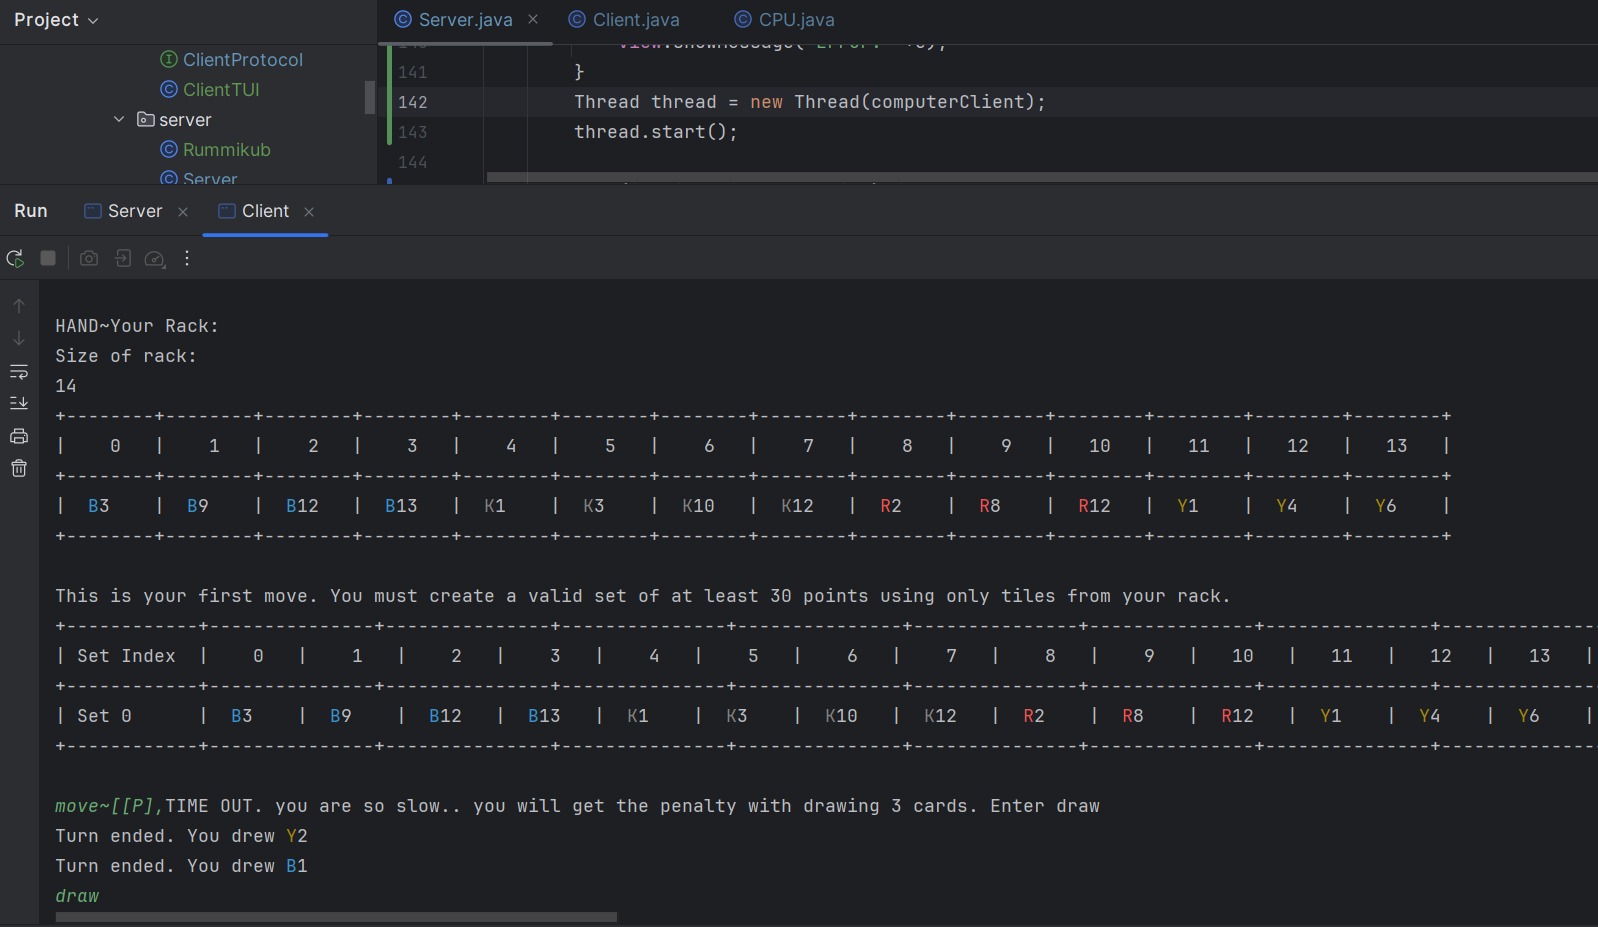 Project
Server.java
Client.java
CPU.java
ClientProtocol
ClientTUI
server
Rummikub
Server
141 }
142 Thread thread = new Thread(computerClient);
143 thread.start();
144
Run Server Client
HAND~Your Rack:
Size of rack:
14
+--------+--------+--------+--------+--------+--------+--------+--------+--------+--------+--------+--------+--------+--------+
| 0 | 1 | 2 | 3 | 4 | 5 | 6 | 7 | 8 | 9 | 10 | 11 | 12 | 13 |
+--------+--------+--------+--------+--------+--------+--------+--------+--------+--------+--------+--------+--------+--------+
| B3 | B9 | B12 | B13 | K1 | K3 | K10 | K12 | R2 | R8 | R12 | Y1 | Y4 | Y6 |
+--------+--------+--------+--------+--------+--------+--------+--------+--------+--------+--------+--------+--------+--------+
This is your first move. You must create a valid set of at least 30 points using only tiles from your rack.
+------------+---------------+---------------+---------------+---------------+---------------+---------------+---------------+--------------
| Set Index | 0 | 1 | 2 | 3 | 4 | 5 | 6 | 7 | 8 | 9 | 10 | 11 | 12 | 13 |
+------------+---------------+---------------+---------------+---------------+---------------+---------------+---------------+--------------
| Set 0 | B3 | B9 | B12 | B13 | K1 | K3 | K10 | K12 | R2 | R8 | R12 | Y1 | Y4 | Y6 |
+------------+---------------+---------------+---------------+---------------+---------------+---------------+---------------+--------------
move~[[P],TIME OUT. you are so slow.. you will get the penalty with drawing 3 cards. Enter draw
Turn ended. You drew Y2
Turn ended. You drew B1
draw